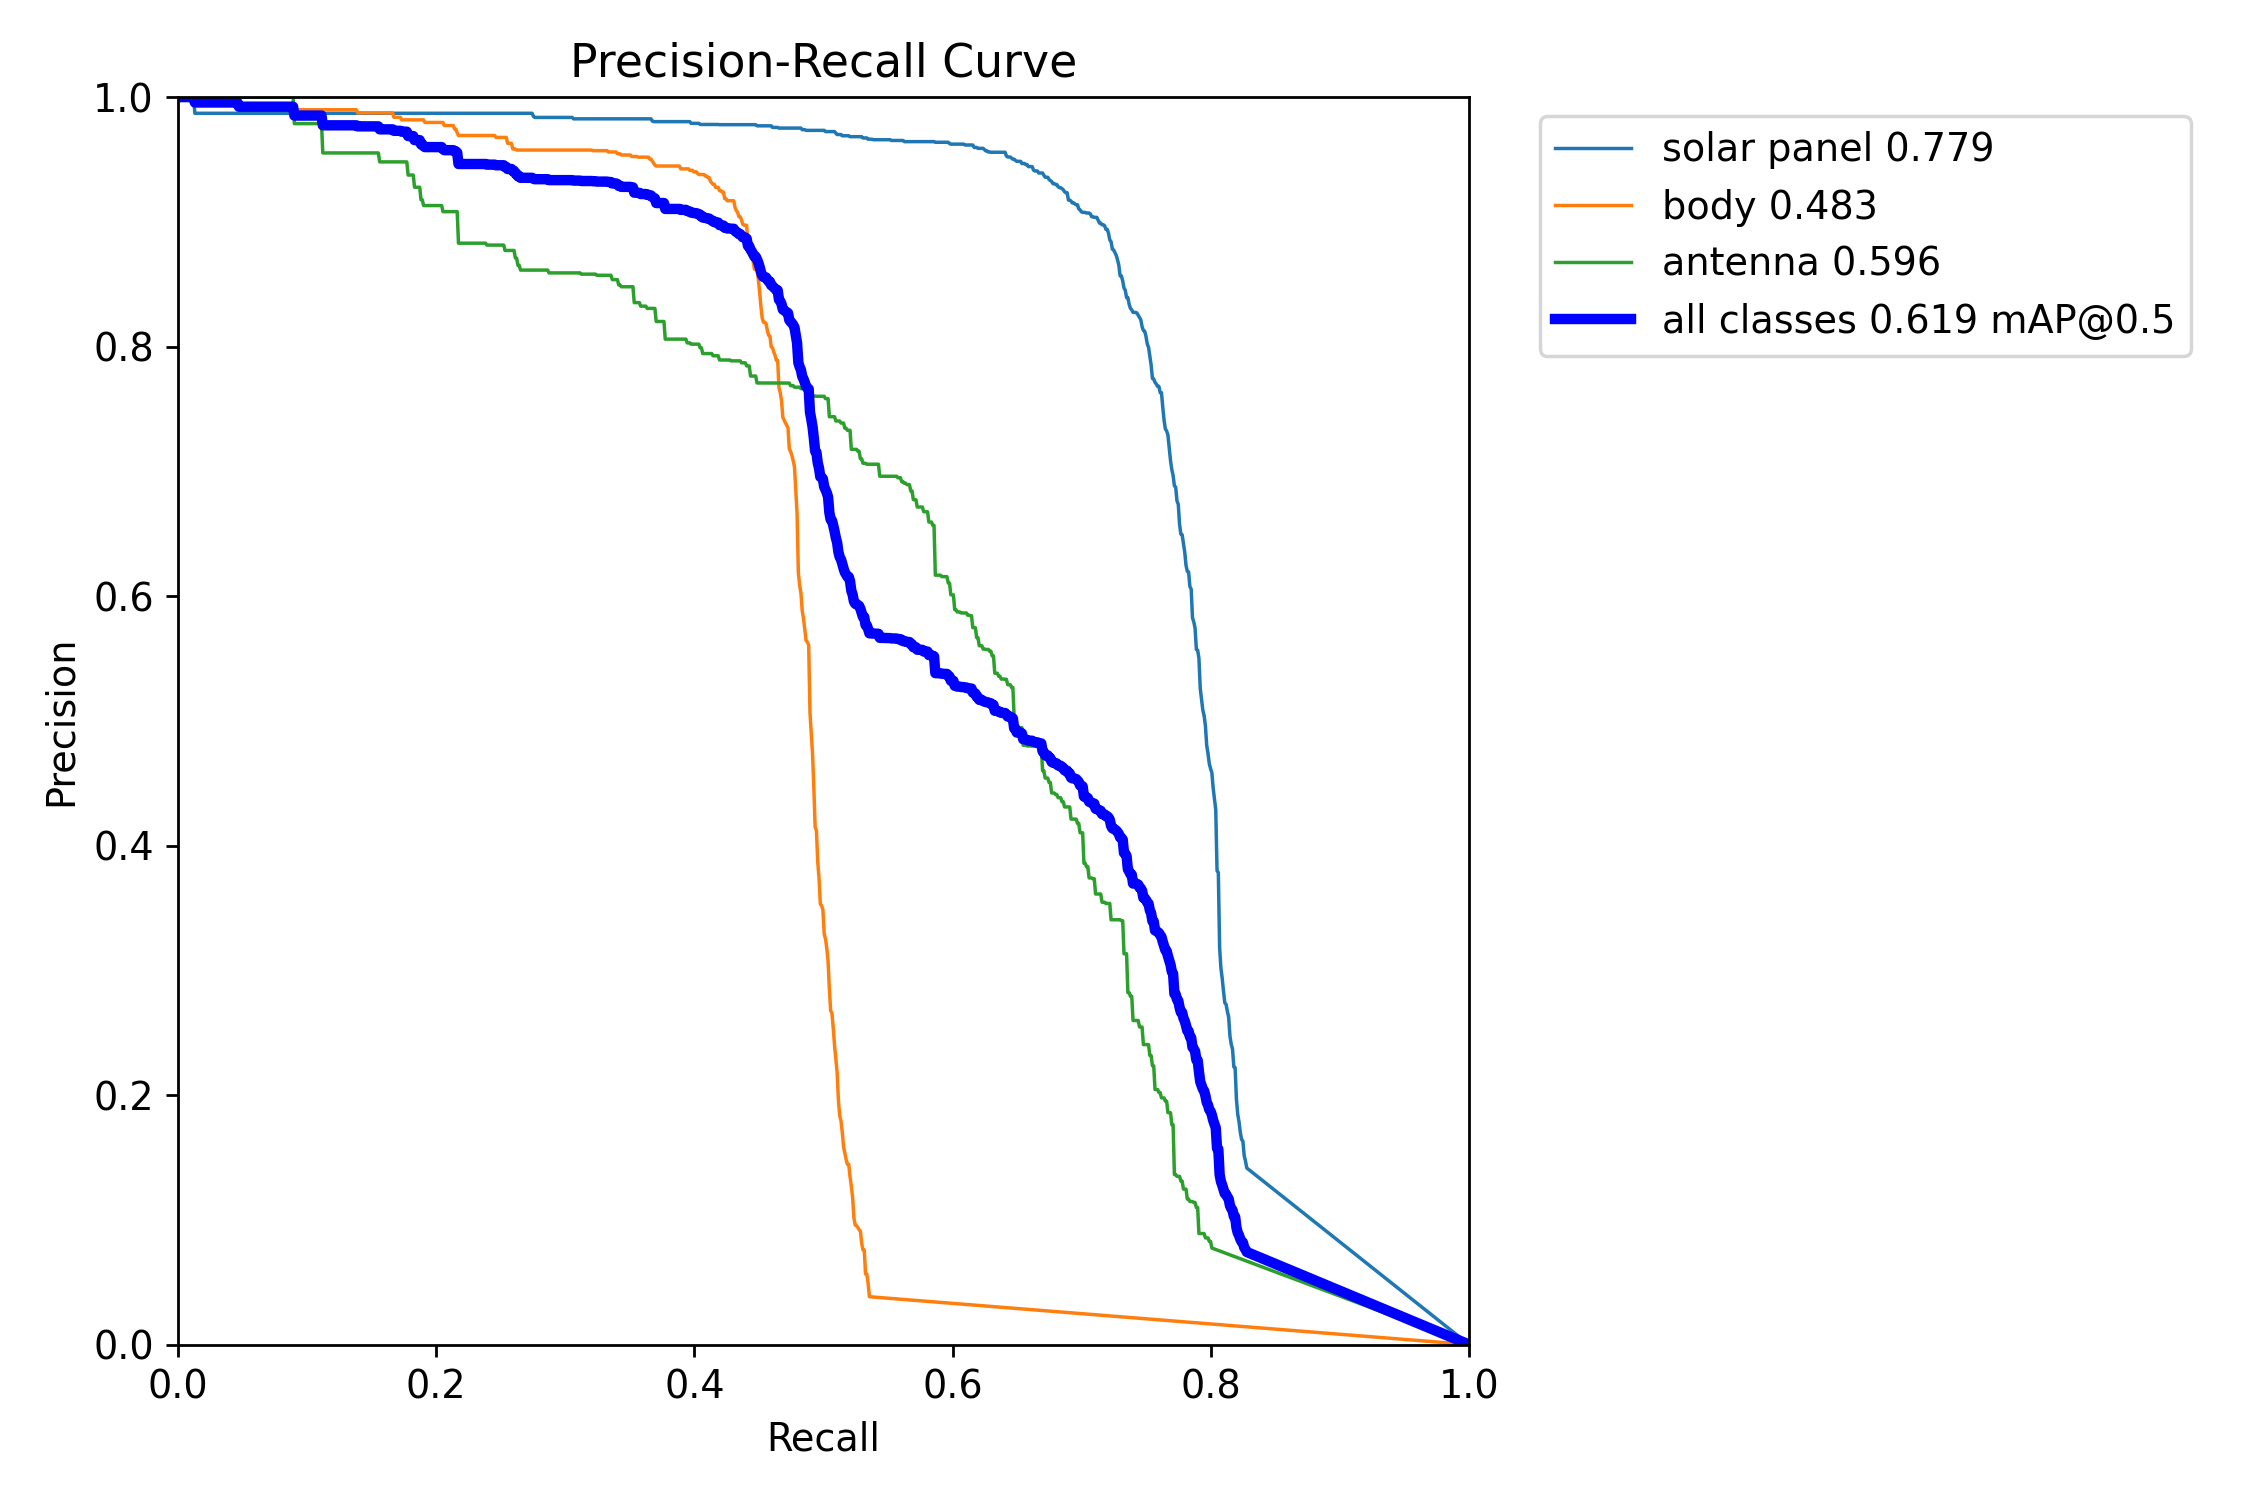 Precision-Recall Curve
1.0
0.8
0.6
0.4
0.2
0.0
Precision
0.0 0.2 0.4 0.6 0.8 1.0
Recall
solar panel 0.779
body 0.483
antenna 0.596
all classes 0.619 mAP@0.5